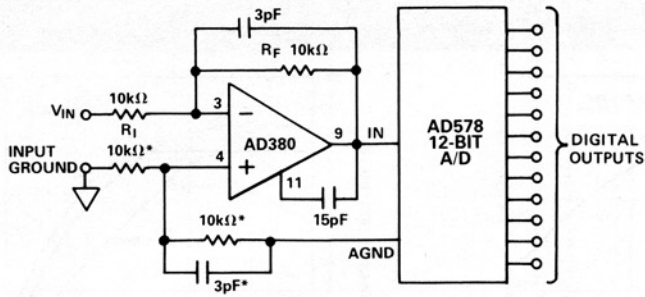 3pF
RF 10kΩ
10kΩ
VIN
RI
3
−
AD380
9
IN
AD578
12-BIT
A/D
DIGITAL
OUTPUTS
INPUT
GROUND
10kΩ*
4
+
11
15pF
10kΩ*
AGND
3pF*